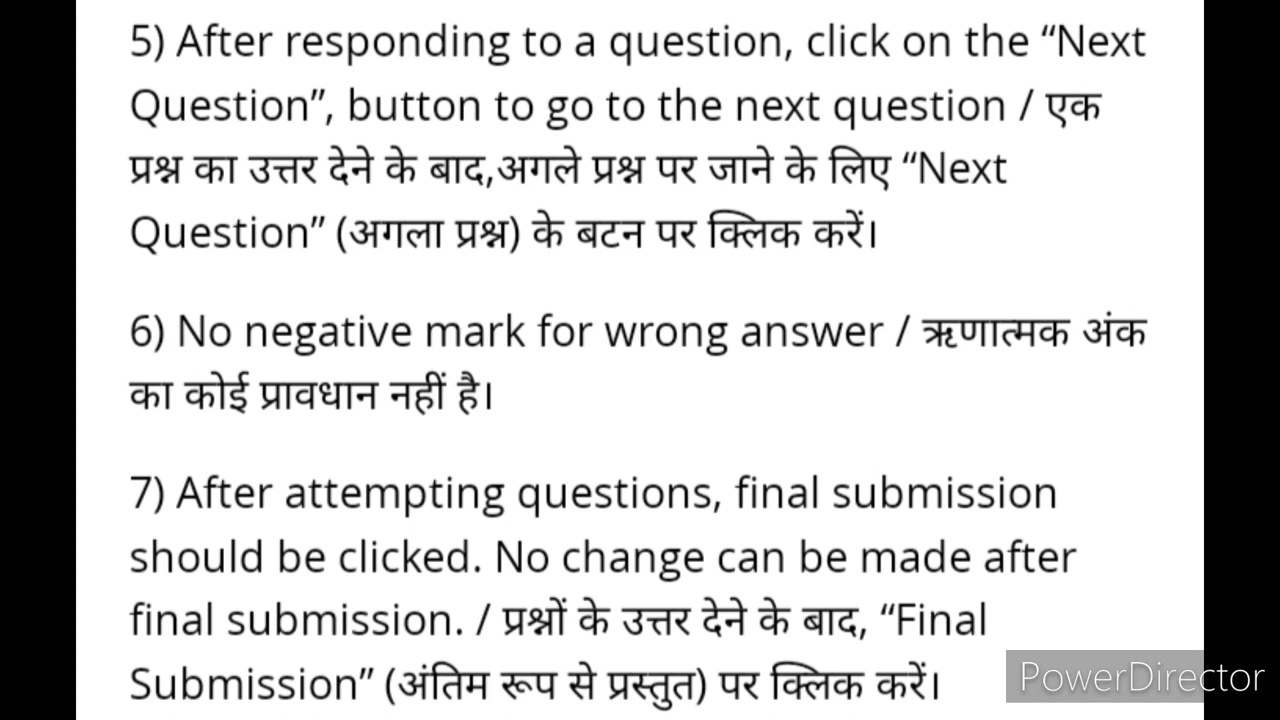 5) After responding to a question, click on the “Next
Question”, button to go to the next question / एक
प्रश्न का उत्तर देने के बाद,अगले प्रश्न पर जाने के लिए “Next
Question” (अगला प्रश्न) के बटन पर क्लिक करें।
6) No negative mark for wrong answer / ऋणात्मक अंक
का कोई प्रावधान नहीं है।
7) After attempting questions, final submission
should be clicked. No change can be made after
final submission. / प्रश्नों के उत्तर देने के बाद, “Final
Submission” (अंतिम रूप से प्रस्तुत) पर क्लिक करें।
PowerDirector